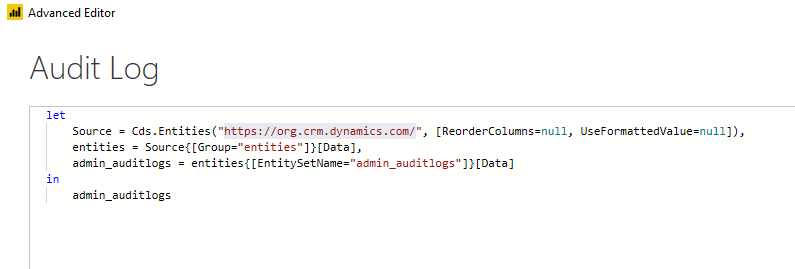 Advanced Editor
Audit Log
let
Source = Cds.Entities("https://org.crm.dynamics.com/", [ReorderColumns=null, UseFormattedValue=null]),
entities = Source{[Group="entities"]}[Data],
admin_auditlogs = entities{[EntitySetName="admin_auditlogs"]}[Data]
in
admin_auditlogs